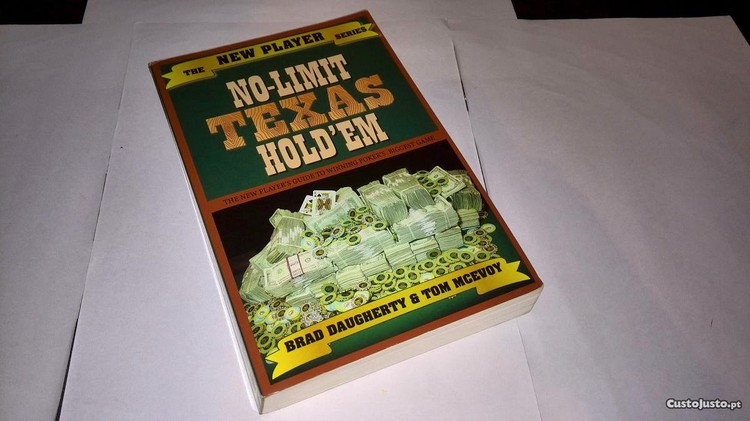 THE NEW PLAYER SERIES
NO-LIMIT
TEXAS
HOLD'EM
THE NEW PLAYER'S GUIDE TO WINNING POKER'S BIGGEST GAME
BRAD DAUGHERTY & TOM MCEVOY
CustoJusto.pt